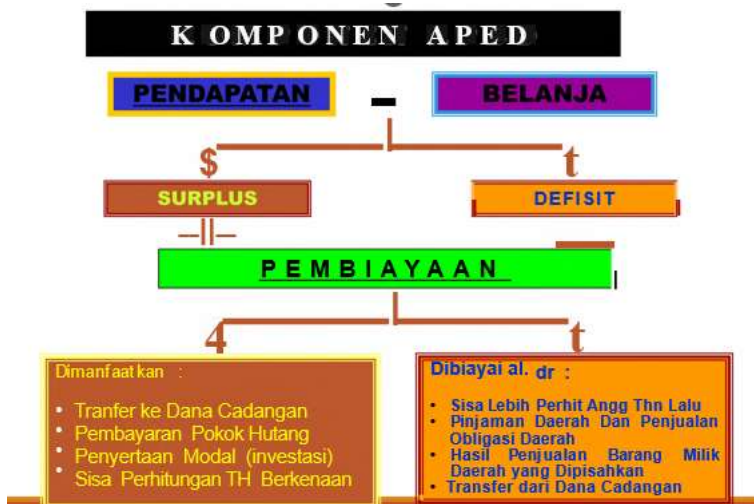 KOMPONEN APED
PENDAPATAN - BELANJA
$ t
SURPLUS DEFISIT
PEMBIAYAAN
4 t
Dimanfaatkan :
• Tranfer ke Dana Cadangan
• Pembayaran Pokok Hutang
• Penyertaan Modal (investasi)
• Sisa Perhitungan TH Berkenaan
Dibiayai al. dr :
• Sisa Lebih Perhit Angg Thn Lalu
• Pinjaman Daerah Dan Penjualan
Obligasi Daerah
• Hasil Penjualan Barang Milik
Daerah yang Dipisahkan
• Transfer dari Dana Cadangan